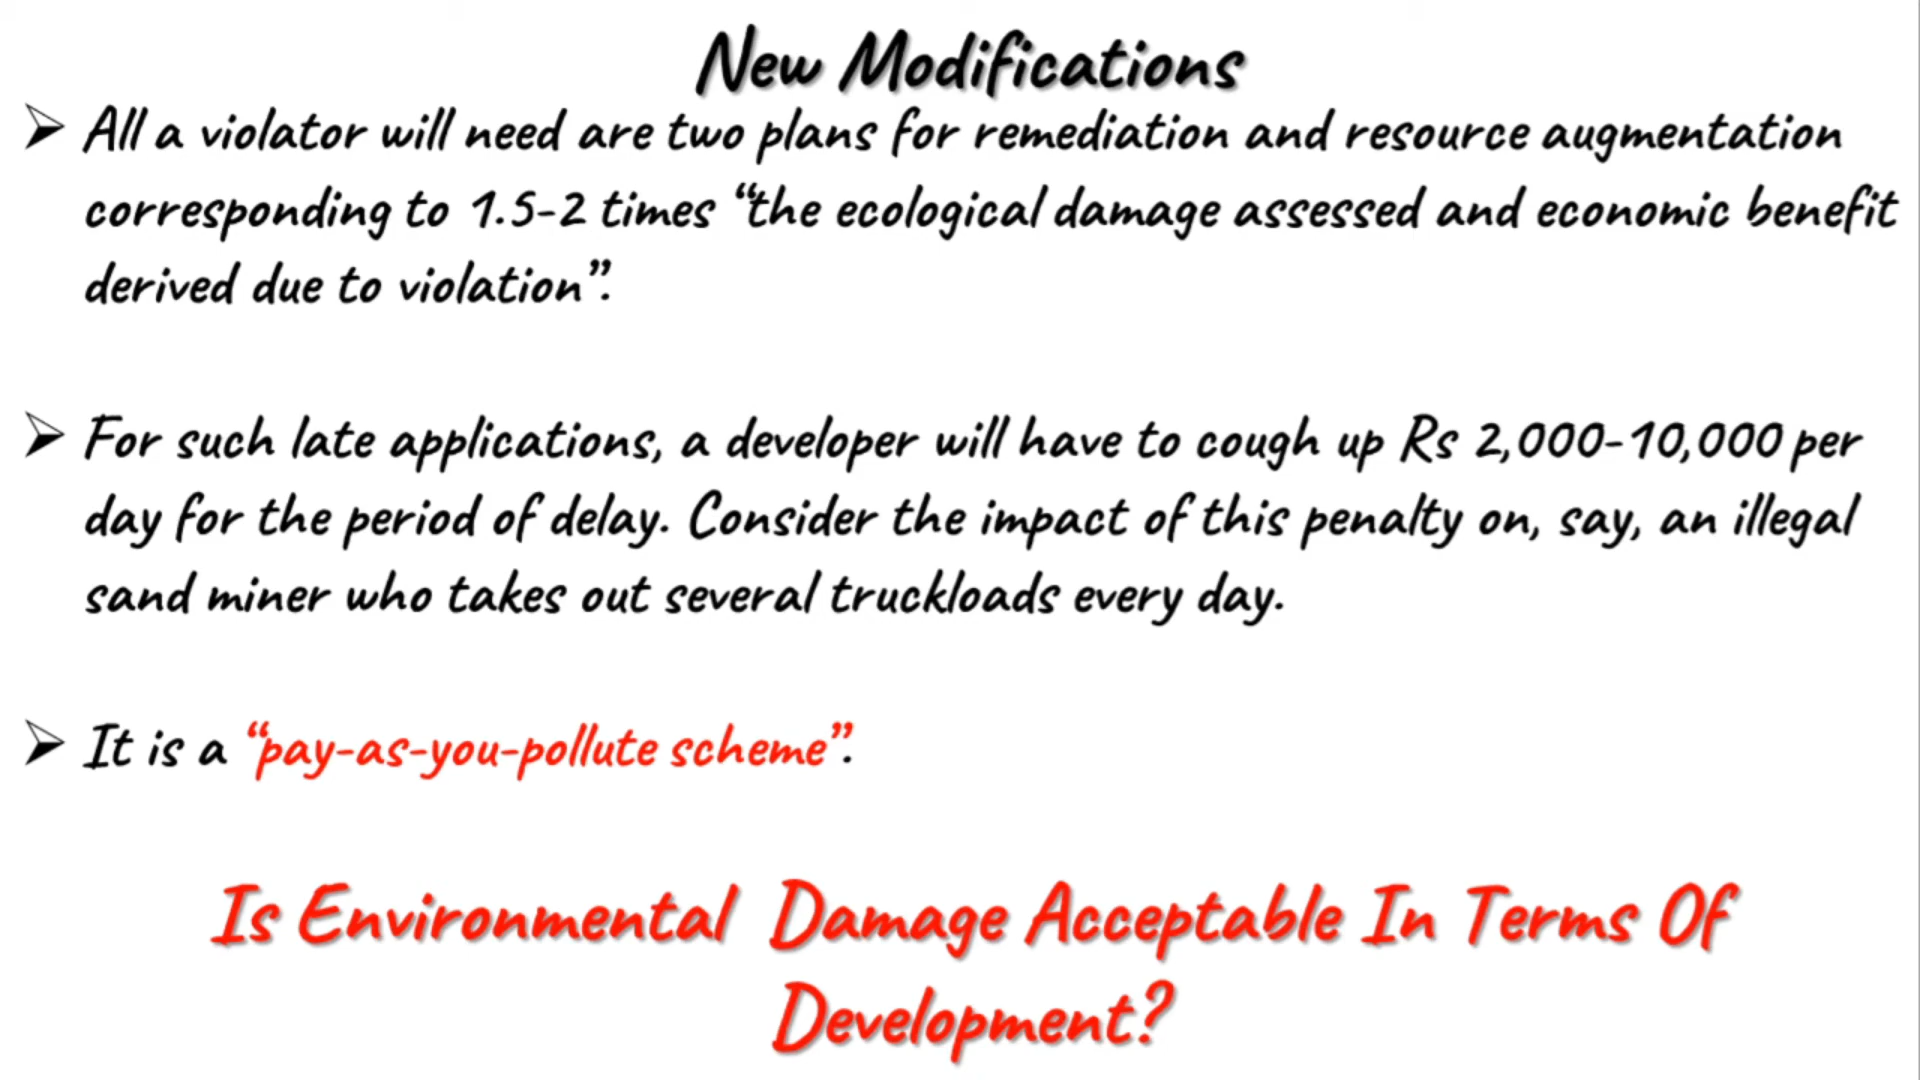 New Modifications
➢ All a violator will need are two plans for remediation and resource augmentation
corresponding to 1.5-2 times “the ecological damage assessed and economic benefit
derived due to violation”.
➢ For such late applications, a developer will have to cough up Rs 2,000-10,000 per
day for the period of delay. Consider the impact of this penalty on, say, an illegal
sand miner who takes out several truckloads every day.
➢ It is a “pay-as-you-pollute scheme”.
Is Environmental Damage Acceptable In Terms Of
Development?